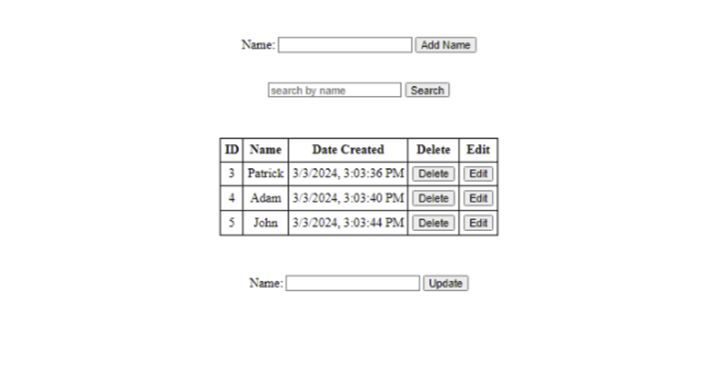 Name: Add Name
search by name Search
ID Name Date Created Delete Edit
3 Patrick 3/3/2024, 3:03:36 PM Delete Edit
4 Adam 3/3/2024, 3:03:40 PM Delete Edit
5 John 3/3/2024, 3:03:44 PM Delete Edit
Name: Update